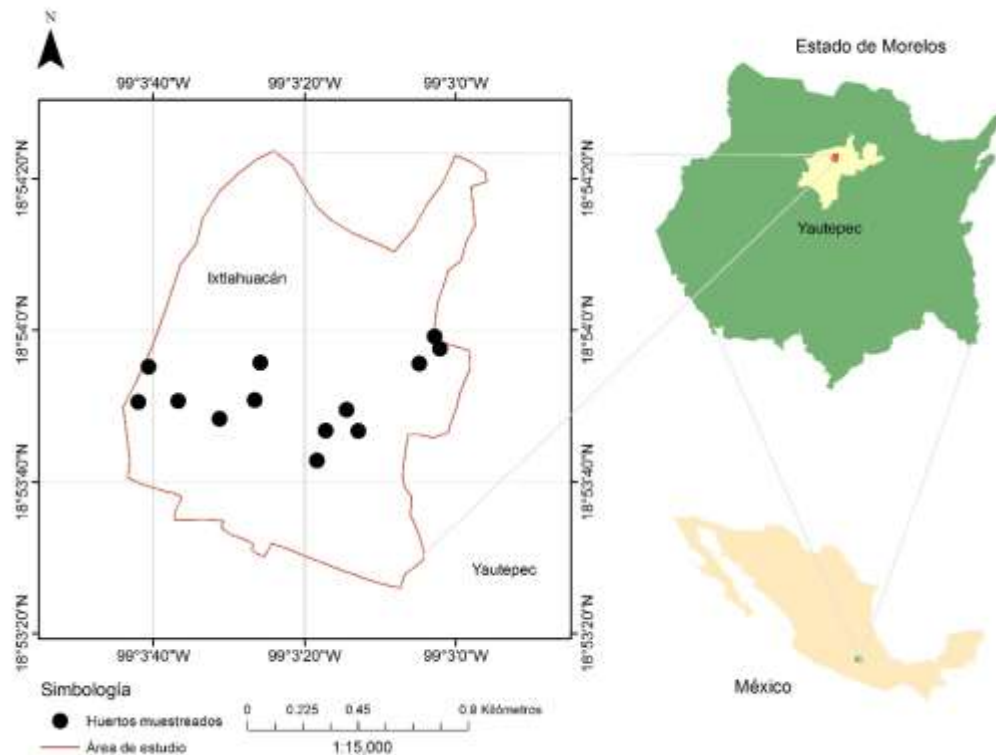 N
Estado de Morelos
99°3'40"W 99°3'20"W 99°3'0"W
18°54'20"N 18°54'20"N
Yautepec
Ixtlahuacán
18°54'0"N 18°54'0"N
18°53'40"N 18°53'40"N
Yautepec
18°53'20"N 18°53'20"N
99°3'40"W 99°3'20"W 99°3'0"W
México
Simbología
0 0.225 0.45 0.9 Kilómetros
Huertos muestreados
Área de estudio
1:15,000